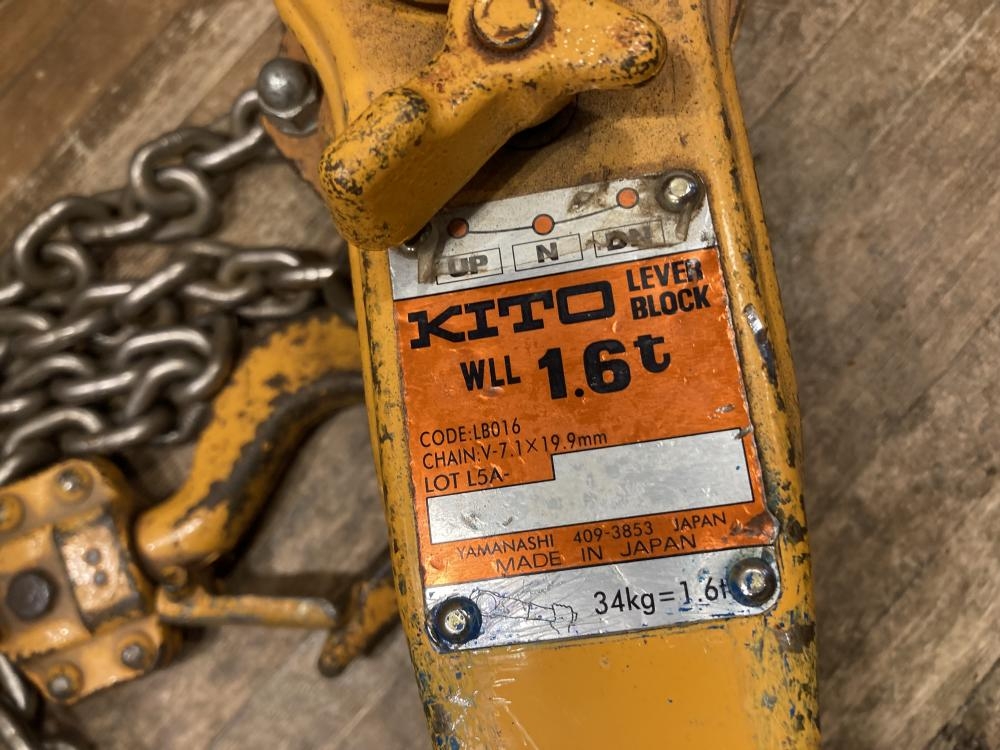 UP N DN
KITO LEVER BLOCK
WLL 1.6t
CODE:LB016
CHAIN:V-7.1×19.9mm
LOT L5A-
YAMANASHI 409-3853 JAPAN
MADE IN JAPAN
34kg=1.6t